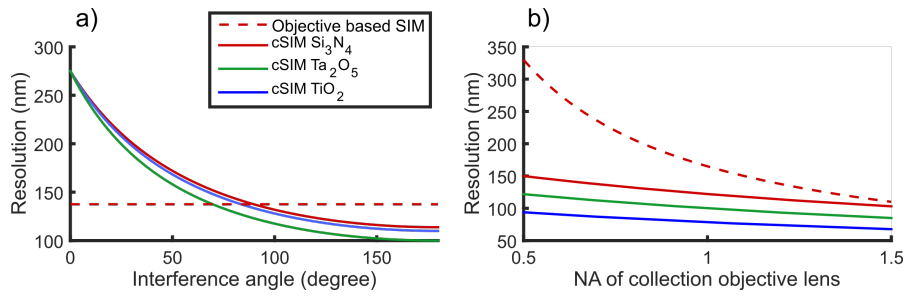 a)
Objective based SIM
cSIM Si3N4
cSIM Ta2O5
cSIM TiO2
Resolution (nm)
300
250
200
150
100
0
50
100
150
Interference angle (degree)
b)
Resolution (nm)
350
300
250
200
150
100
50
0.5
1
1.5
NA of collection objective lens